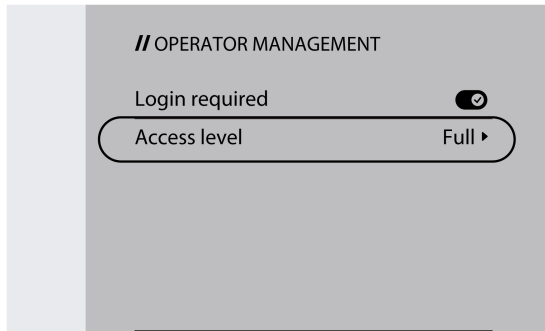 // OPERATOR MANAGEMENT
Login required
Access level Full